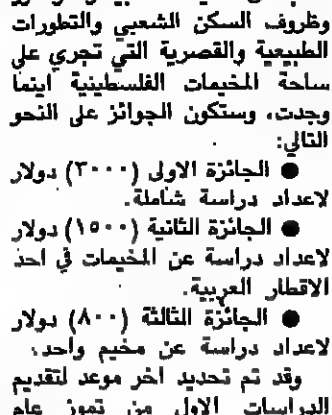 وظروف السكن الشعبي والتطورات
الطبيعية والقصرية التي تجري على
ساحة المخيمات الفلسطينية اينما
وجدت، وستكون الجوائز على النحو
التالي:
● الجائزة الاولى (٣٠٠٠) دولار
لاعداد دراسة شاملة.
● الجائزة الثانية (١٥٠٠) دولار
لاعداد دراسة عن المخيمات في احد
الاقطار العربية.
● الجائزة الثالثة (٨٠٠) دولار
لاعداد دراسة عن مخيم واحد.
وقد تم تحديد اخر موعد لتقديم
الدراسات الاول من تموز عام